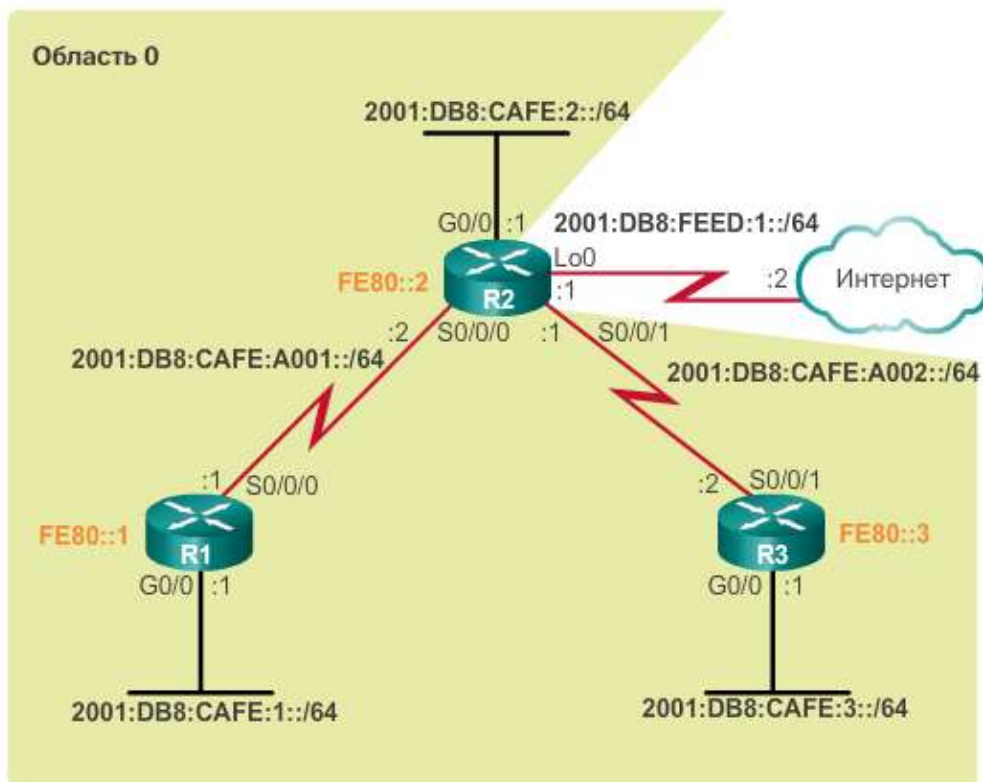 Область 0
2001:DB8:CAFE:2::/64
G0/0 :1
2001:DB8:FEED:1::/64
Lo0
FE80::2
R2
:1
:2
Интернет
:2 S0/0/0
:1 S0/0/1
2001:DB8:CAFE:A001::/64
2001:DB8:CAFE:A002::/64
:1 S0/0/0
:2 S0/0/1
FE80::1
R1
R3
FE80::3
G0/0 :1
G0/0 :1
2001:DB8:CAFE:1::/64
2001:DB8:CAFE:3::/64